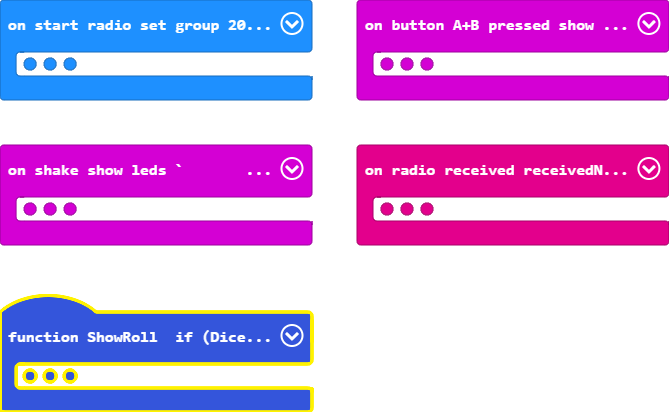 on start radio set group 20...
on button A+B pressed show ...
on shake show leds ` ...
on radio received receivedN...
function ShowRoll if (Dice...